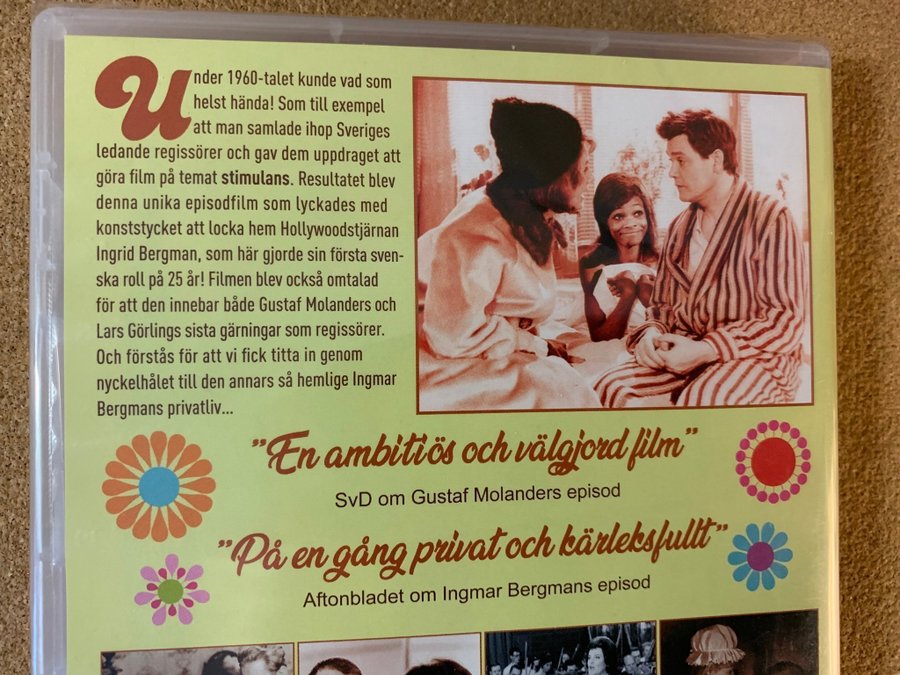 Under 1960-talet kunde vad som
helst hända! Som till exempel
att man samlade ihop Sveriges
ledande regissörer och gav dem uppdraget att
göra film på temat stimulans. Resultatet blev
denna unika episodfilm som lyckades med
konststycket att locka hem Hollywoodstjärnan
Ingrid Bergman, som här gjorde sin första sven-
ska roll på 25 år! Filmen blev också omtalad
för att den innebar både Gustaf Molanders och
Lars Görlings sista gärningar som regissörer.
Och förstås för att vi fick titta in genom
nyckelhålet till den annars så hemlige Ingmar
Bergmans privatliv...
"En ambitiös och välgjord film"
SvD om Gustaf Molanders episod
"På en gång privat och kärleksfullt"
Aftonbladet om Ingmar Bergmans episod